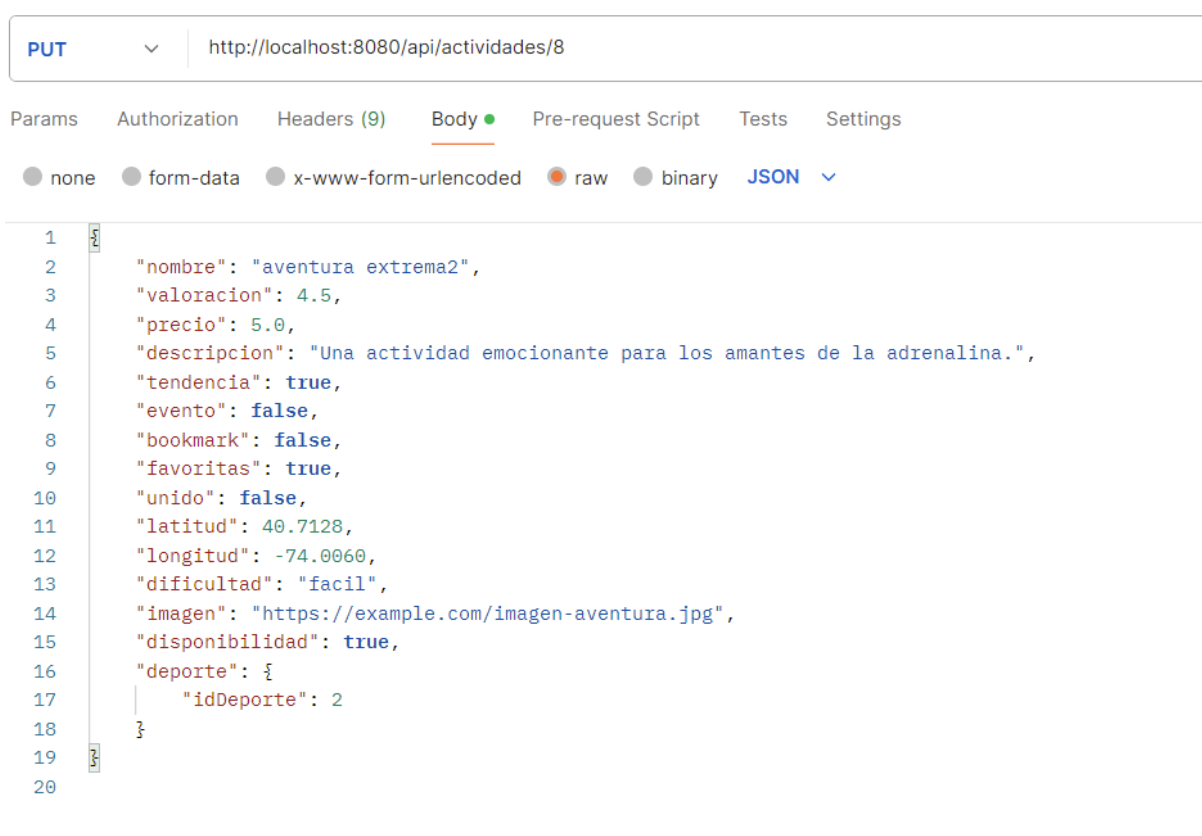 PUT http://localhost:8080/api/actividades/8
Params Authorization Headers (9) Body Pre-request Script Tests Settings
none form-data x-www-form-urlencoded raw binary JSON
1 {
2 "nombre": "aventura extrema2",
3 "valoracion": 4.5,
4 "precio": 5.0,
5 "descripcion": "Una actividad emocionante para los amantes de la adrenalina.",
6 "tendencia": true,
7 "evento": false,
8 "bookmark": false,
9 "favoritas": true,
10 "unido": false,
11 "latitud": 40.7128,
12 "longitud": -74.0060,
13 "dificultad": "facil",
14 "imagen": "https://example.com/imagen-aventura.jpg",
15 "disponibilidad": true,
16 "deporte": {
17 "idDeporte": 2
18 }
19 }
20